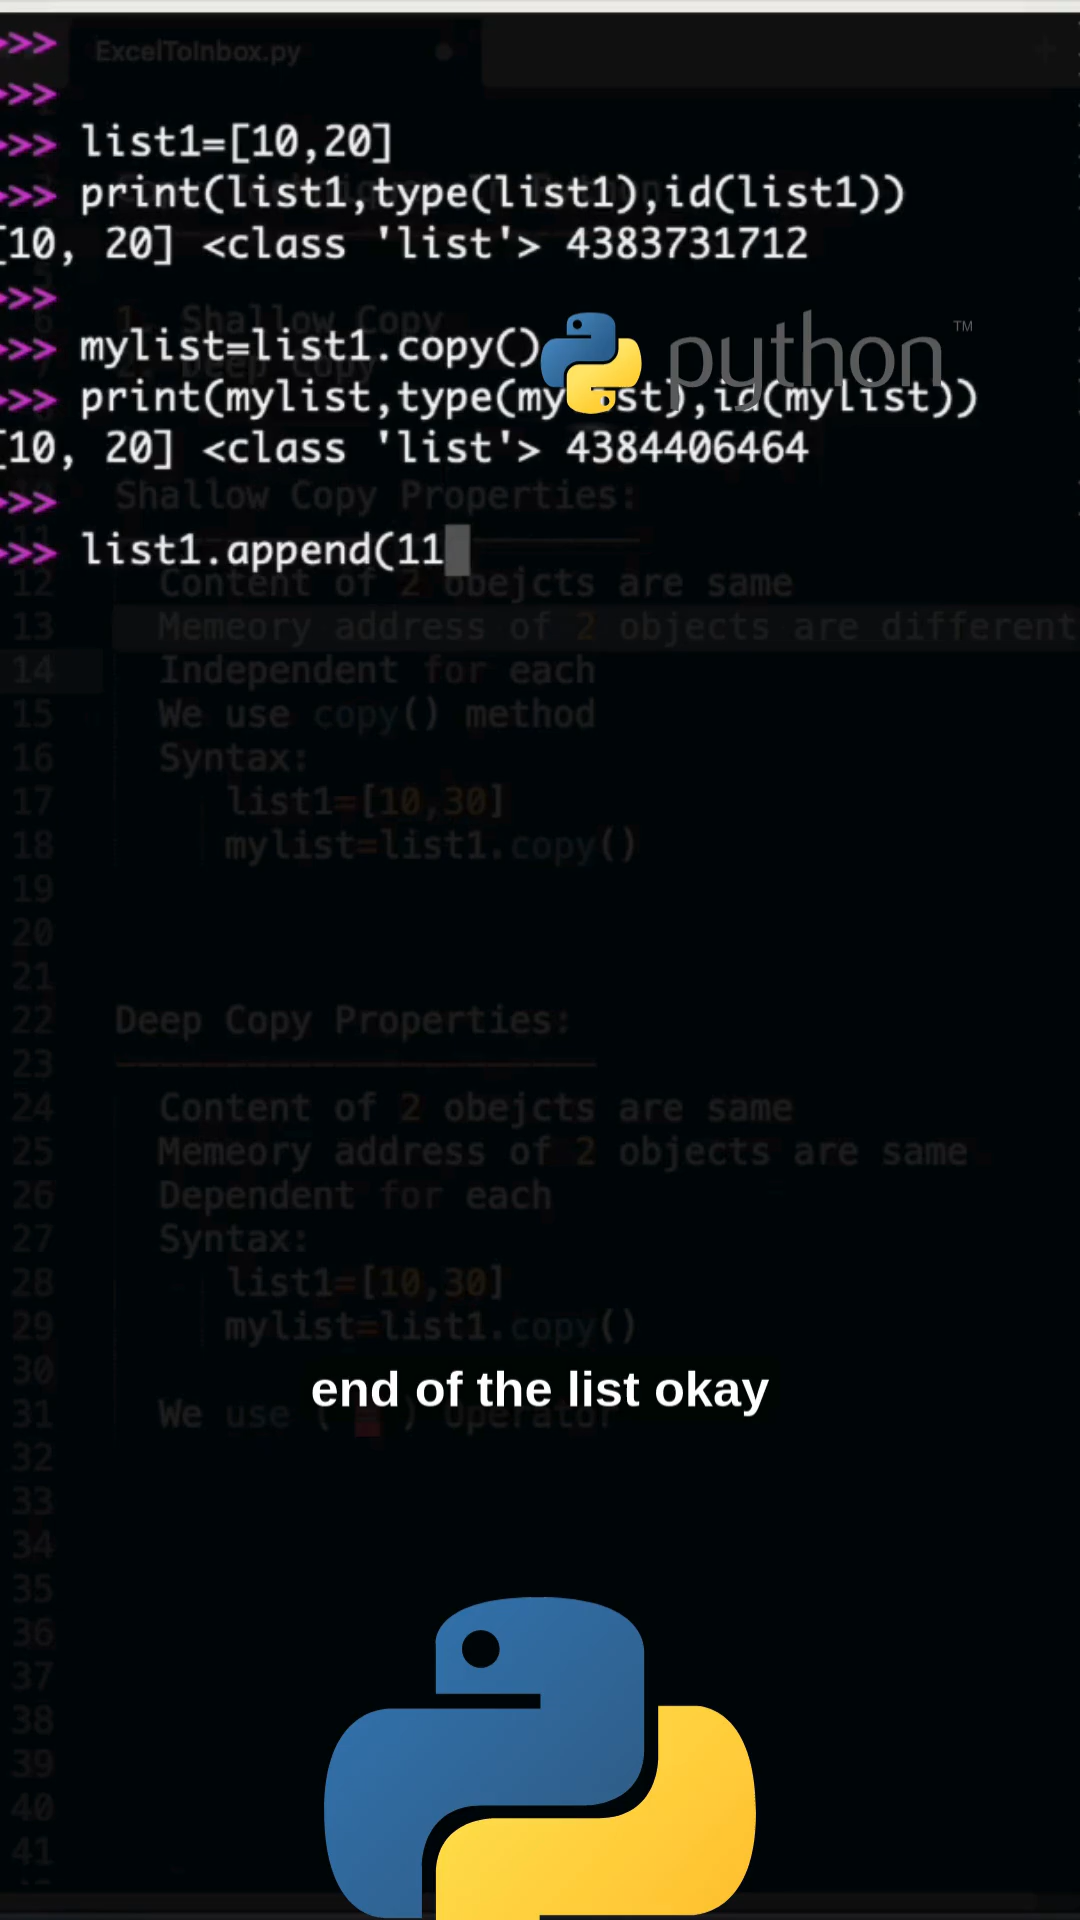 ExcelToInbox.py
>>>
>>>
>>> list1=[10,20]
>>> print(list1,type(list1),id(list1))
[10, 20] <class 'list'> 4383731712
>>>
1. Shallow Copy
>>> mylist=list1.copy()
python™
2. Deep Copy
>>> print(mylist,type(mylist),id(mylist))
[10, 20] <class 'list'> 4384406464
Shallow Copy Properties:
>>>
>>> list1.append(11
12 Content of 2 obejcts are same
13 Memeory address of 2 objects are different
14 Independent for each
15 We use copy() method
16 Syntax:
17 list1=[10,30]
18 mylist=list1.copy()
19
20
21
22 Deep Copy Properties:
23
24 Content of 2 obejcts are same
25 Memeory address of 2 objects are same
26 Dependent for each
27 Syntax:
28 list1=[10,30]
29 mylist=list1.copy()
30
end of the list okay
31 We use ( ) operator
32
33
34
35
36
37
38
39
40
41